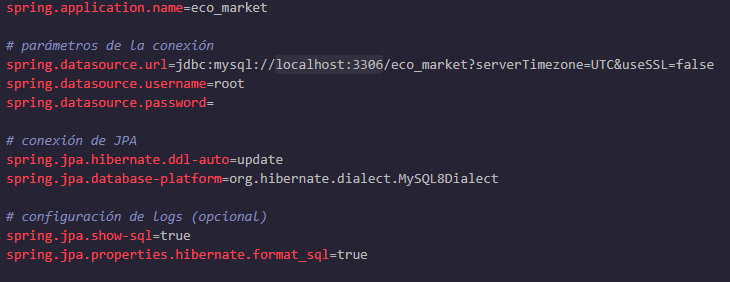 spring.application.name=eco_market
# parámetros de la conexión
spring.datasource.url=jdbc:mysql://localhost:3306/eco_market?serverTimezone=UTC&useSSL=false
spring.datasource.username=root
spring.datasource.password=
# conexión de JPA
spring.jpa.hibernate.ddl-auto=update
spring.jpa.database-platform=org.hibernate.dialect.MySQL8Dialect
# configuración de logs (opcional)
spring.jpa.show-sql=true
spring.jpa.properties.hibernate.format_sql=true